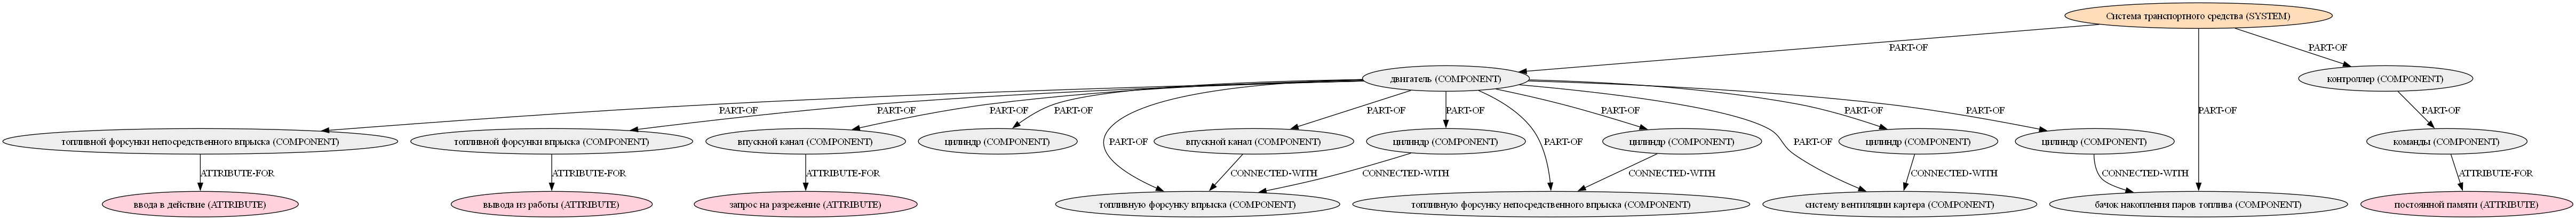 Система транспортного средства (SYSTEM)
PART-OF
PART-OF
двигатель (COMPONENT)
контроллер (COMPONENT)
PART-OF
PART-OF
PART-OF
PART-OF
PART-OF
PART-OF
PART-OF
PART-OF
PART-OF
PART-OF
PART-OF
PART-OF
PART-OF
PART-OF
топливной форсунки непосредственного впрыска (COMPONENT)
топливной форсунки впрыска (COMPONENT)
впускной канал (COMPONENT)
цилиндр (COMPONENT)
впускной канал (COMPONENT)
цилиндр (COMPONENT)
цилиндр (COMPONENT)
цилиндр (COMPONENT)
цилиндр (COMPONENT)
команды (COMPONENT)
ATTRIBUTE-FOR
ATTRIBUTE-FOR
ATTRIBUTE-FOR
CONNECTED-WITH
CONNECTED-WITH
CONNECTED-WITH
CONNECTED-WITH
CONNECTED-WITH
ATTRIBUTE-FOR
ввода в действие (ATTRIBUTE)
вывода из работы (ATTRIBUTE)
запрос на разрежение (ATTRIBUTE)
топливную форсунку впрыска (COMPONENT)
топливную форсунку непосредственного впрыска (COMPONENT)
систему вентиляции картера (COMPONENT)
бачок накопления паров топлива (COMPONENT)
постоянной памяти (ATTRIBUTE)